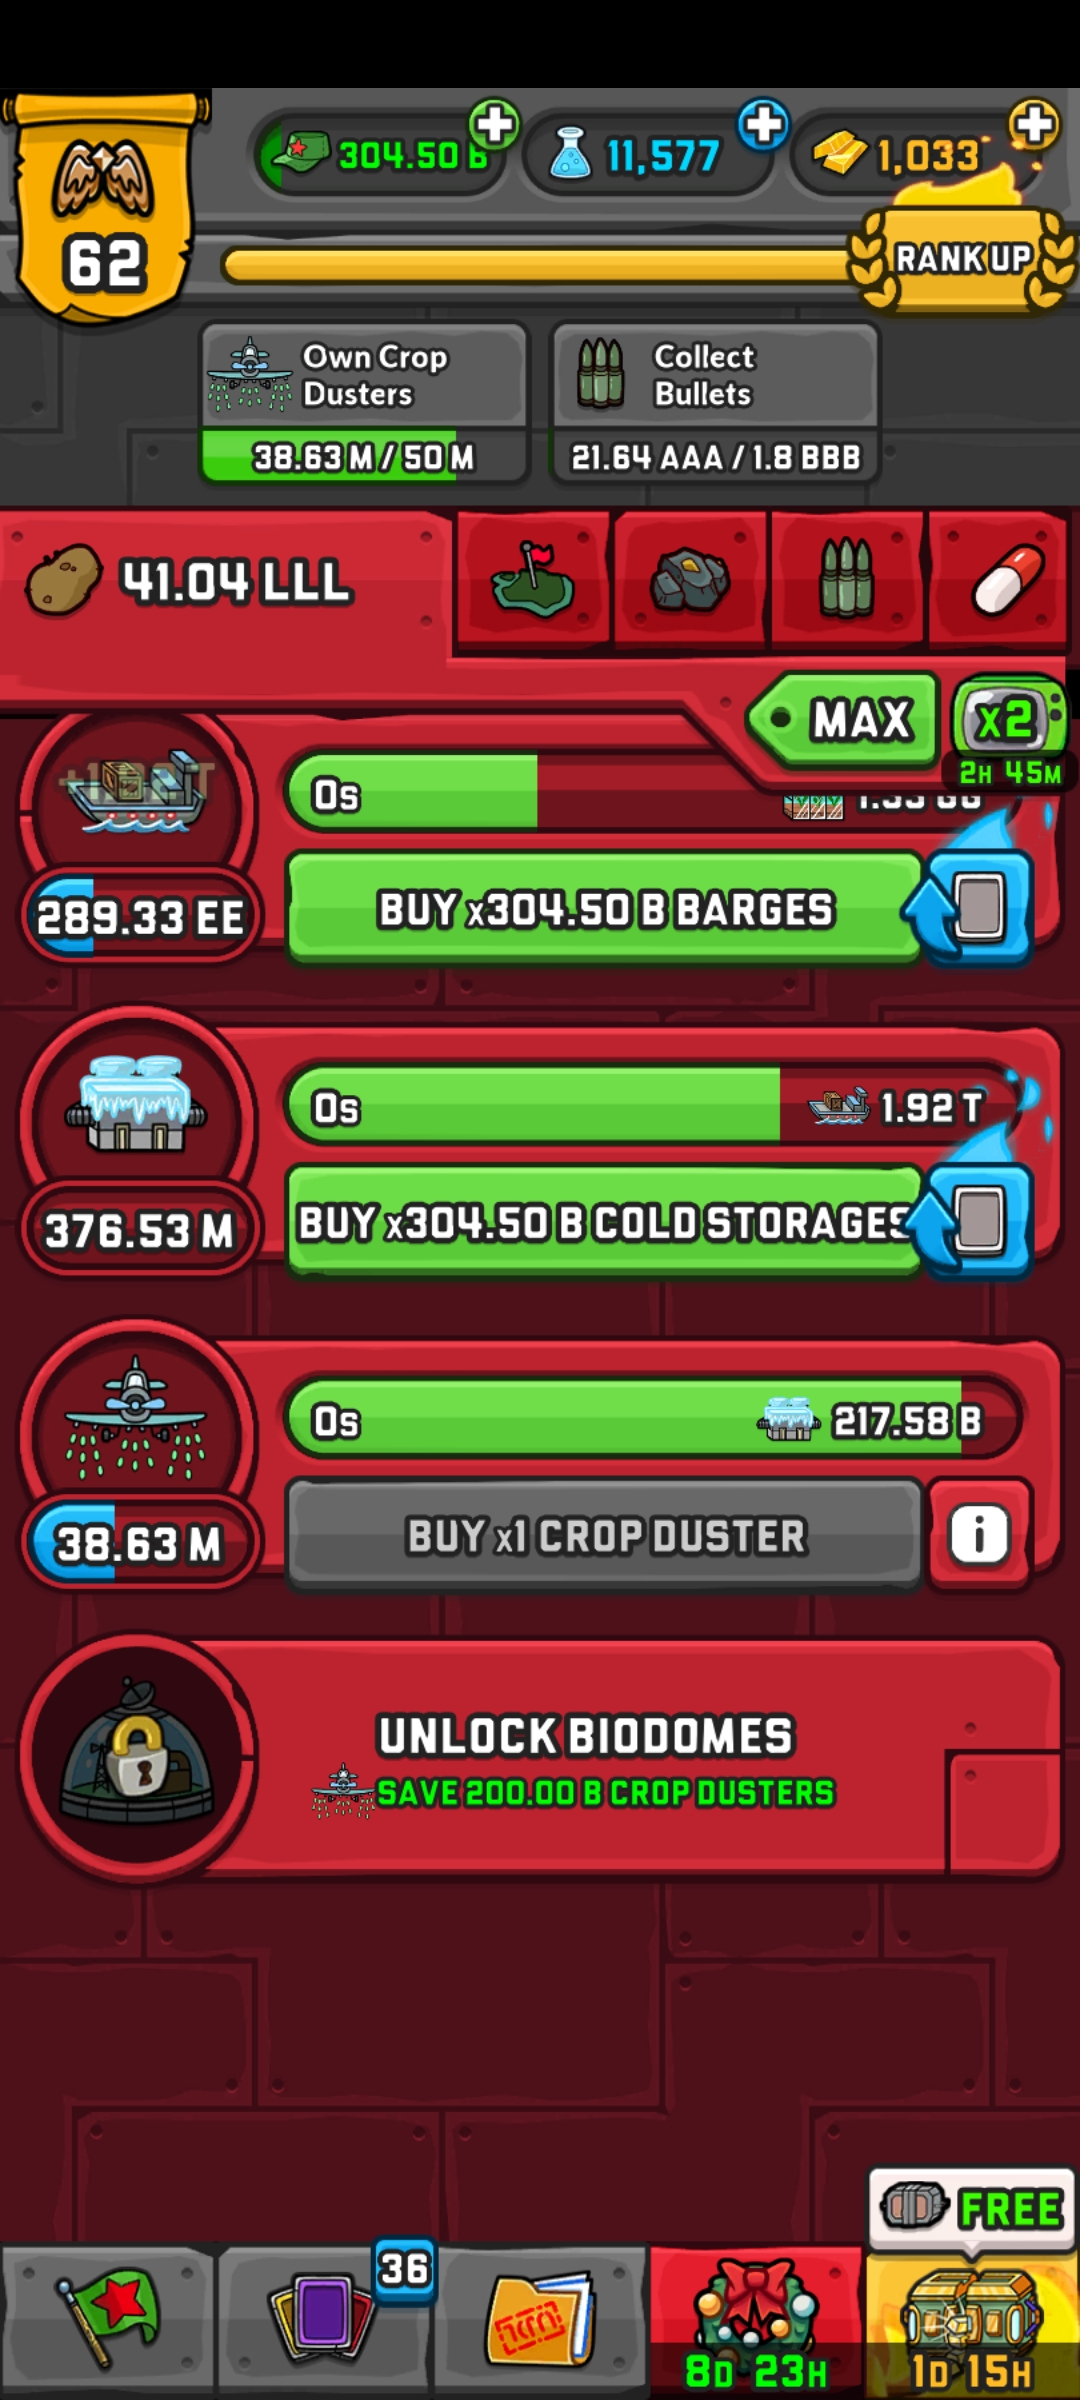 304.50 B
11,577
1,033
62
RANK UP
Own Crop
Dusters
38.63 M / 50 M
Collect
Bullets
21.64 AAA / 1.8 BBB
41.04 LLL
MAX
x2
2H 45M
0s
289.33 EE
BUY x304.50 B BARGES
0s
1.92 T
376.53 M
BUY x304.50 B COLD STORAGES
0s
217.58 B
38.63 M
BUY x1 CROP DUSTER
i
UNLOCK BIODOMES
SAVE 200.00 B CROP DUSTERS
FREE
36
8D 23H
1D 15H